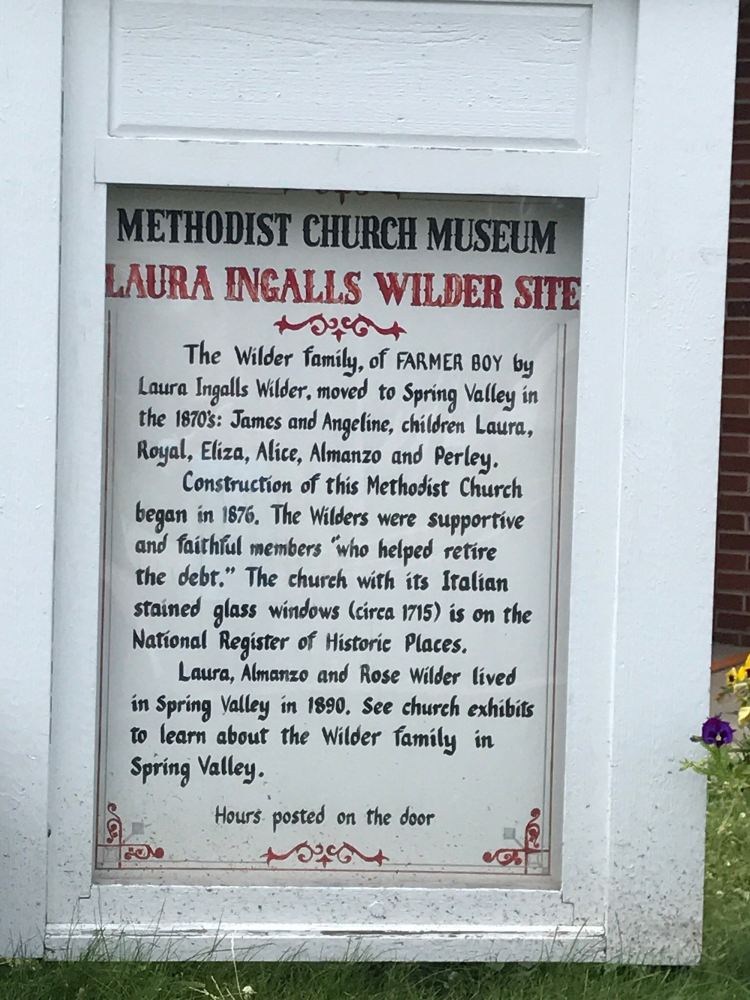 METHODIST CHURCH MUSEUM
LAURA INGALLS WILDER SITE
The Wilder family, of FARMER BOY by
Laura Ingalls Wilder, moved to Spring Valley in
the 1870's: James and Angeline, children Laura,
Royal, Eliza, Alice, Almanzo and Perley.
Construction of this Methodist Church
began in 1876. The Wilders were supportive
and faithful members "who helped retire
the debt." The church with its Italian
stained glass windows (circa 1715) is on the
National Register of Historic Places.
Laura, Almanzo and Rose Wilder lived
in Spring Valley in 1890. See church exhibits
to learn about the Wilder family in
Spring Valley.
Hours posted on the door